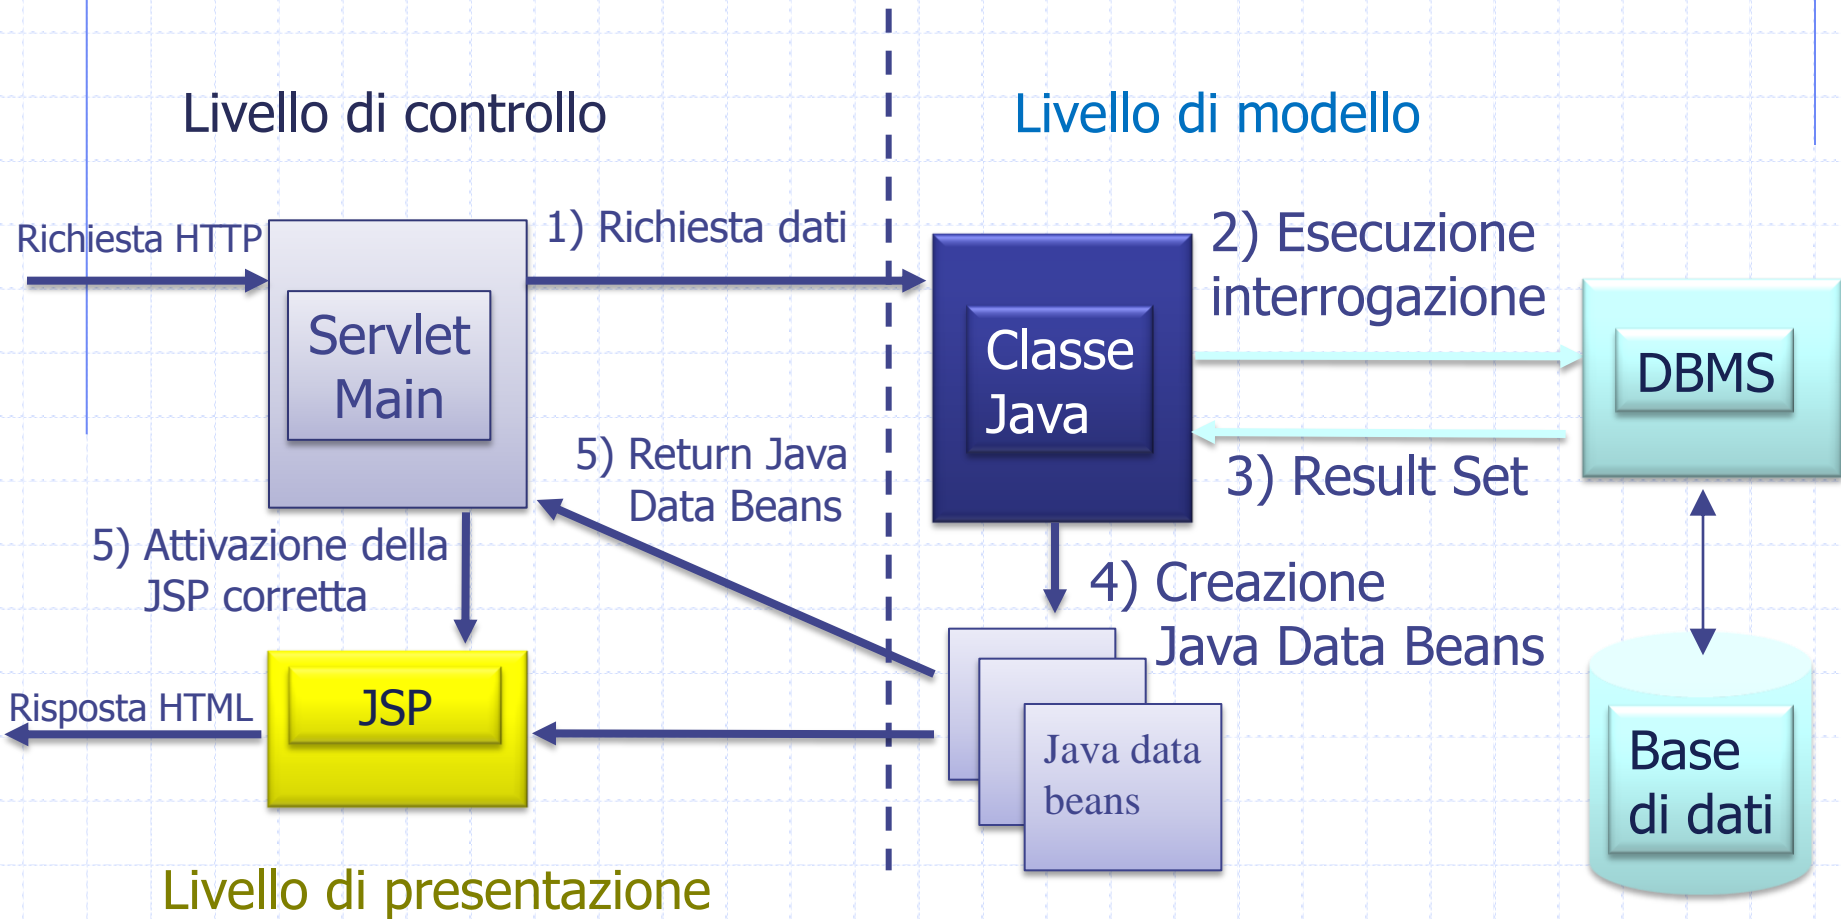 Livello di controllo
Livello di modello
Richiesta HTTP
1) Richiesta dati
2) Esecuzione
interrogazione
Servlet
Main
Classe
Java
DBMS
5) Return Java
Data Beans
3) Result Set
5) Attivazione della
JSP corretta
4) Creazione
Java Data Beans
Risposta HTML
JSP
Java data
beans
Base
di dati
Livello di presentazione